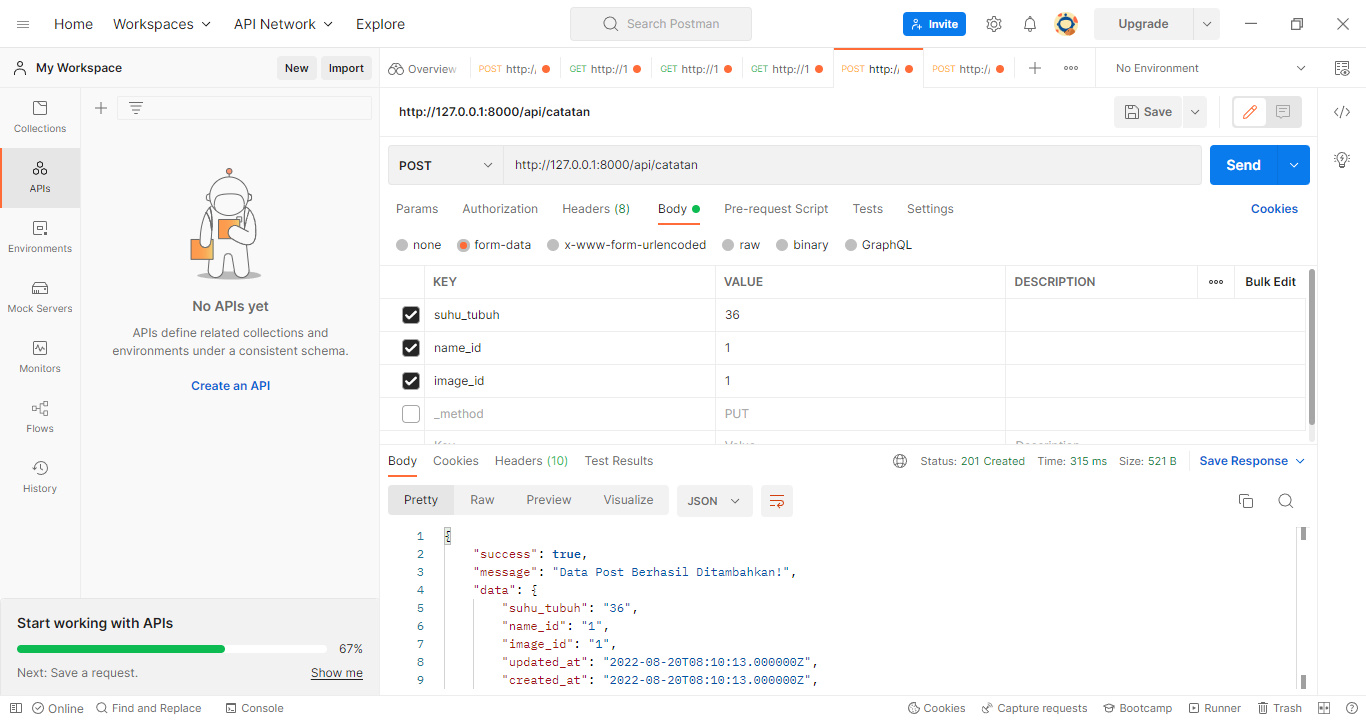 Home Workspaces API Network Explore Search Postman Invite Upgrade
My Workspace New Import
Overview POST http:/ GET http://1 GET http://1 GET http://1 POST http:/ POST http:/ No Environment
Collections
APIs
Environments
Mock Servers
Monitors
Flows
History
No APIs yet
APIs define related collections and
environments under a consistent schema.
Create an API
Start working with APIs
67%
Next: Save a request. Show me
http://127.0.0.1:8000/api/catatan Save
POST http://127.0.0.1:8000/api/catatan Send
Params Authorization Headers (8) Body Pre-request Script Tests Settings Cookies
none form-data x-www-form-urlencoded raw binary GraphQL
KEY VALUE DESCRIPTION Bulk Edit
suhu_tubuh 36
name_id 1
image_id 1
_method PUT
Key Value Description
Body Cookies Headers (10) Test Results Status: 201 Created Time: 315 ms Size: 521 B Save Response
Pretty Raw Preview Visualize JSON
1 {
2 "success": true,
3 "message": "Data Post Berhasil Ditambahkan!",
4 "data": {
5 "suhu_tubuh": "36",
6 "name_id": "1",
7 "image_id": "1",
8 "updated_at": "2022-08-20T08:10:13.000000Z",
9 "created_at": "2022-08-20T08:10:13.000000Z",
Online Find and Replace Console Cookies Capture requests Bootcamp Runner Trash